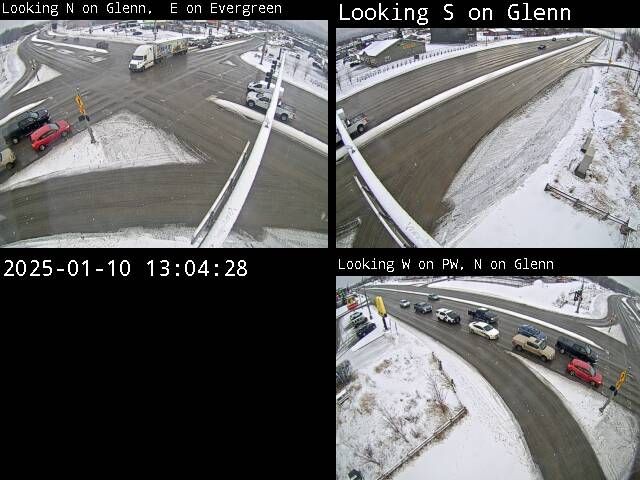 Looking N on Glenn,  E on Evergreen
Looking S on Glenn
2025-01-10 13:04:28
Looking W on PW, N on Glenn